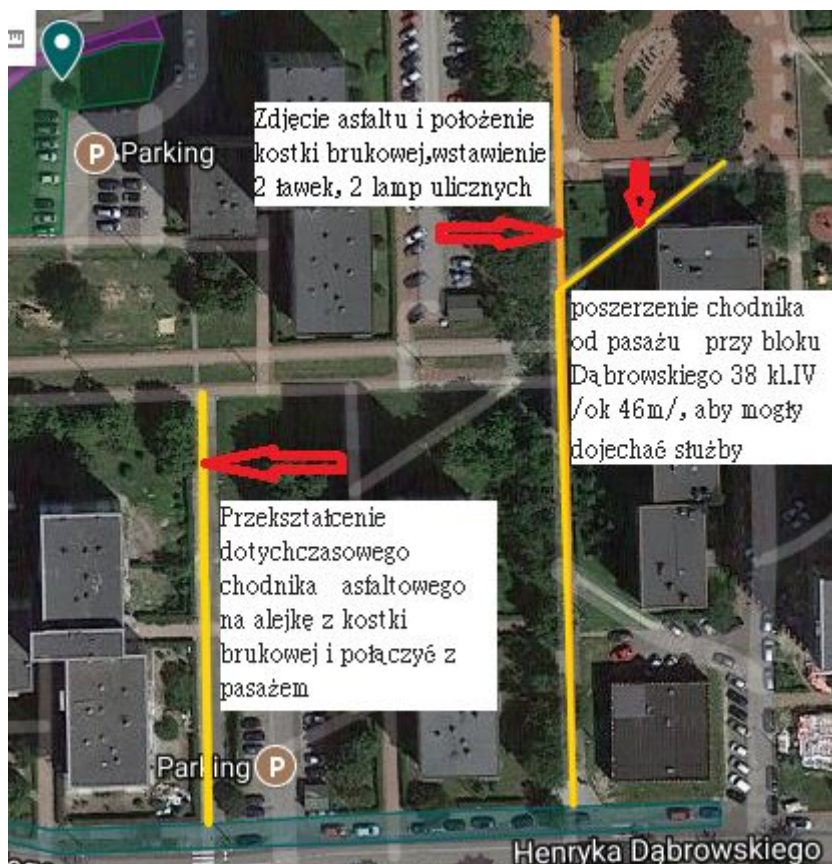 Zdjęcie asfaltu i położenie
kostki brukowej,wstawienie
2 ławek, 2 lamp ulicznych
P Parking
poszerzenie chodnika
od pasażu przy bloku
Dąbrowskiego 38 kl.IV
/ok 46m/, aby mogły
dojechać służby
Przekształcenie
dotychczasowego
chodnika asfaltowego
na alejkę z kostki
brukowej i połączyć z
pasażem
Parking P
Henryka Dąbrowskiego